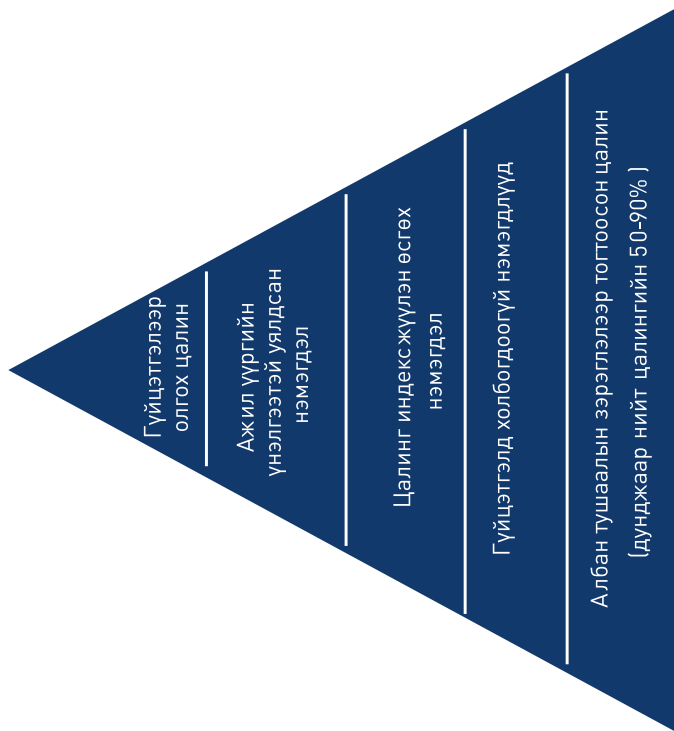 Гүйцэтгэлээр
олгох цалин
Ажил үүргийн
үнэлгээтэй уялдсан
нэмэгдэл
Цалинг индексжүүлэн өсгөх
нэмэгдэл
Гүйцэтгэлд холбогдоогүй нэмэгдлүүд
Албан тушаалын зэрэглэлээр тогтоосон цалин
(дунджаар нийт цалингийн 50-90% )